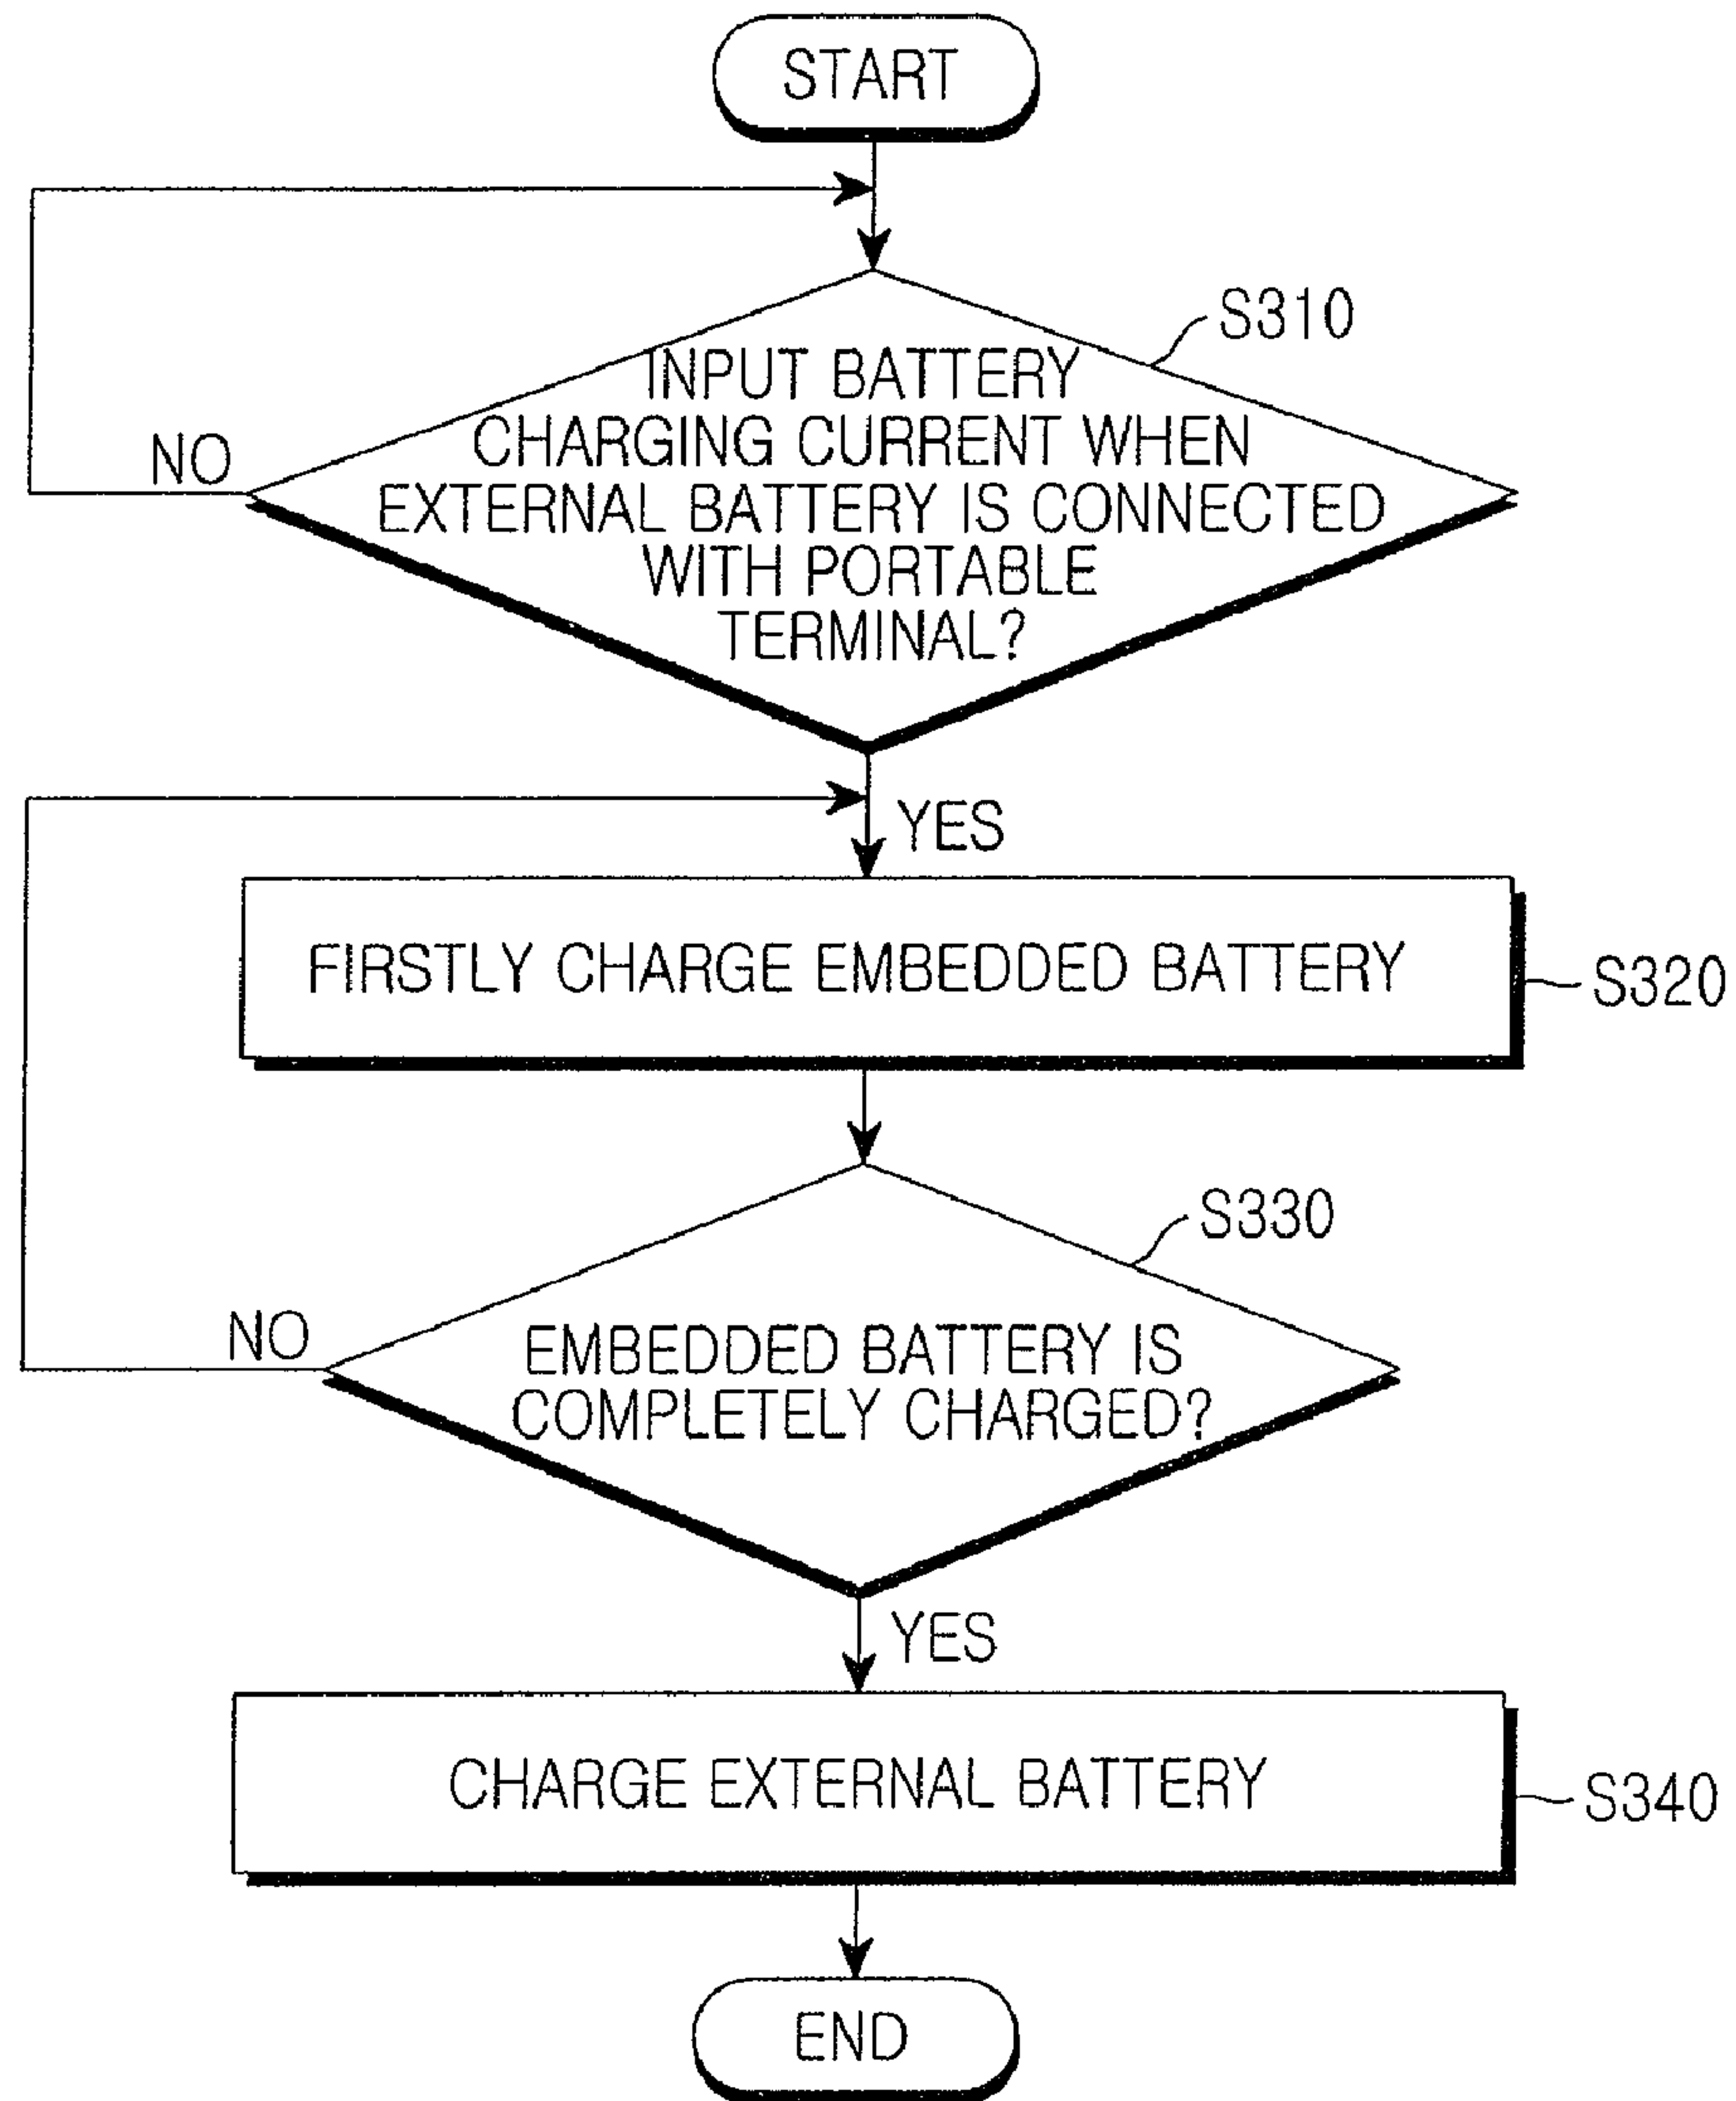 START
S310
INPUT BATTERY
CHARGING CURRENT WHEN
EXTERNAL BATTERY IS CONNECTED
WITH PORTABLE
TERMINAL?
NO
YES
FIRSTLY CHARGE EMBEDDED BATTERY
S320
S330
EMBEDDED BATTERY IS
COMPLETELY CHARGED?
NO
YES
CHARGE EXTERNAL BATTERY
S340
END